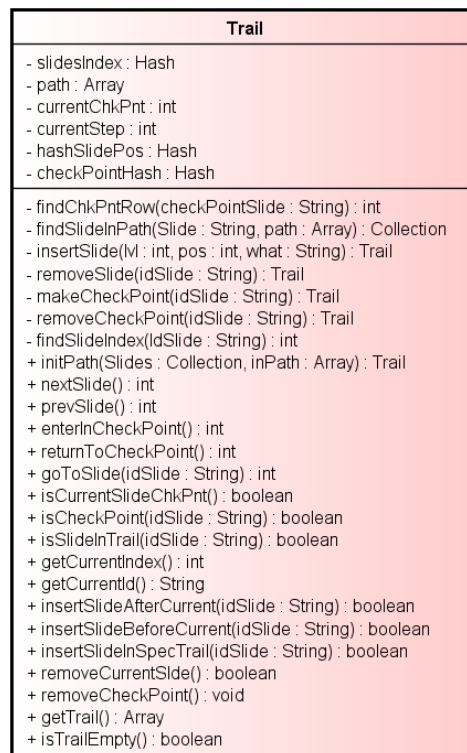 Trail
- slidesIndex : Hash
- path : Array
- currentChkPnt : int
- currentStep : int
- hashSlidePos : Hash
- checkPointHash : Hash
- findChkPntRow(checkPointSlide : String) : int
- findSlideInPath(Slide : String, path : Array) : Collection
- insertSlide(lvl : int, pos : int, what : String) : Trail
- removeSlide(idSlide : String) : Trail
- makeCheckPoint(idSlide : String) : Trail
- removeCheckPoint(idSlide : String) : Trail
- findSlideIndex(IdSlide : String) : int
+ initPath(Slides : Collection, inPath : Array) : Trail
+ nextSlide() : int
+ prevSlide() : int
+ enterInCheckPoint() : int
+ returnToCheckPoint() : int
+ goToSlide(idSlide : String) : int
+ isCurrentSlideChkPnt() : boolean
+ isCheckPoint(idSlide : String) : boolean
+ isSlideInTrail(idSlide : String) : boolean
+ getCurrentIndex() : int
+ getCurrentId() : String
+ insertSlideAfterCurrent(idSlide : String) : boolean
+ insertSlideBeforeCurrent(idSlide : String) : boolean
+ insertSlideInSpecTrail(idSlide : String) : boolean
+ removeCurrentSlde() : boolean
+ removeCheckPoint() : void
+ getTrail() : Array
+ isTrailEmpty() : boolean